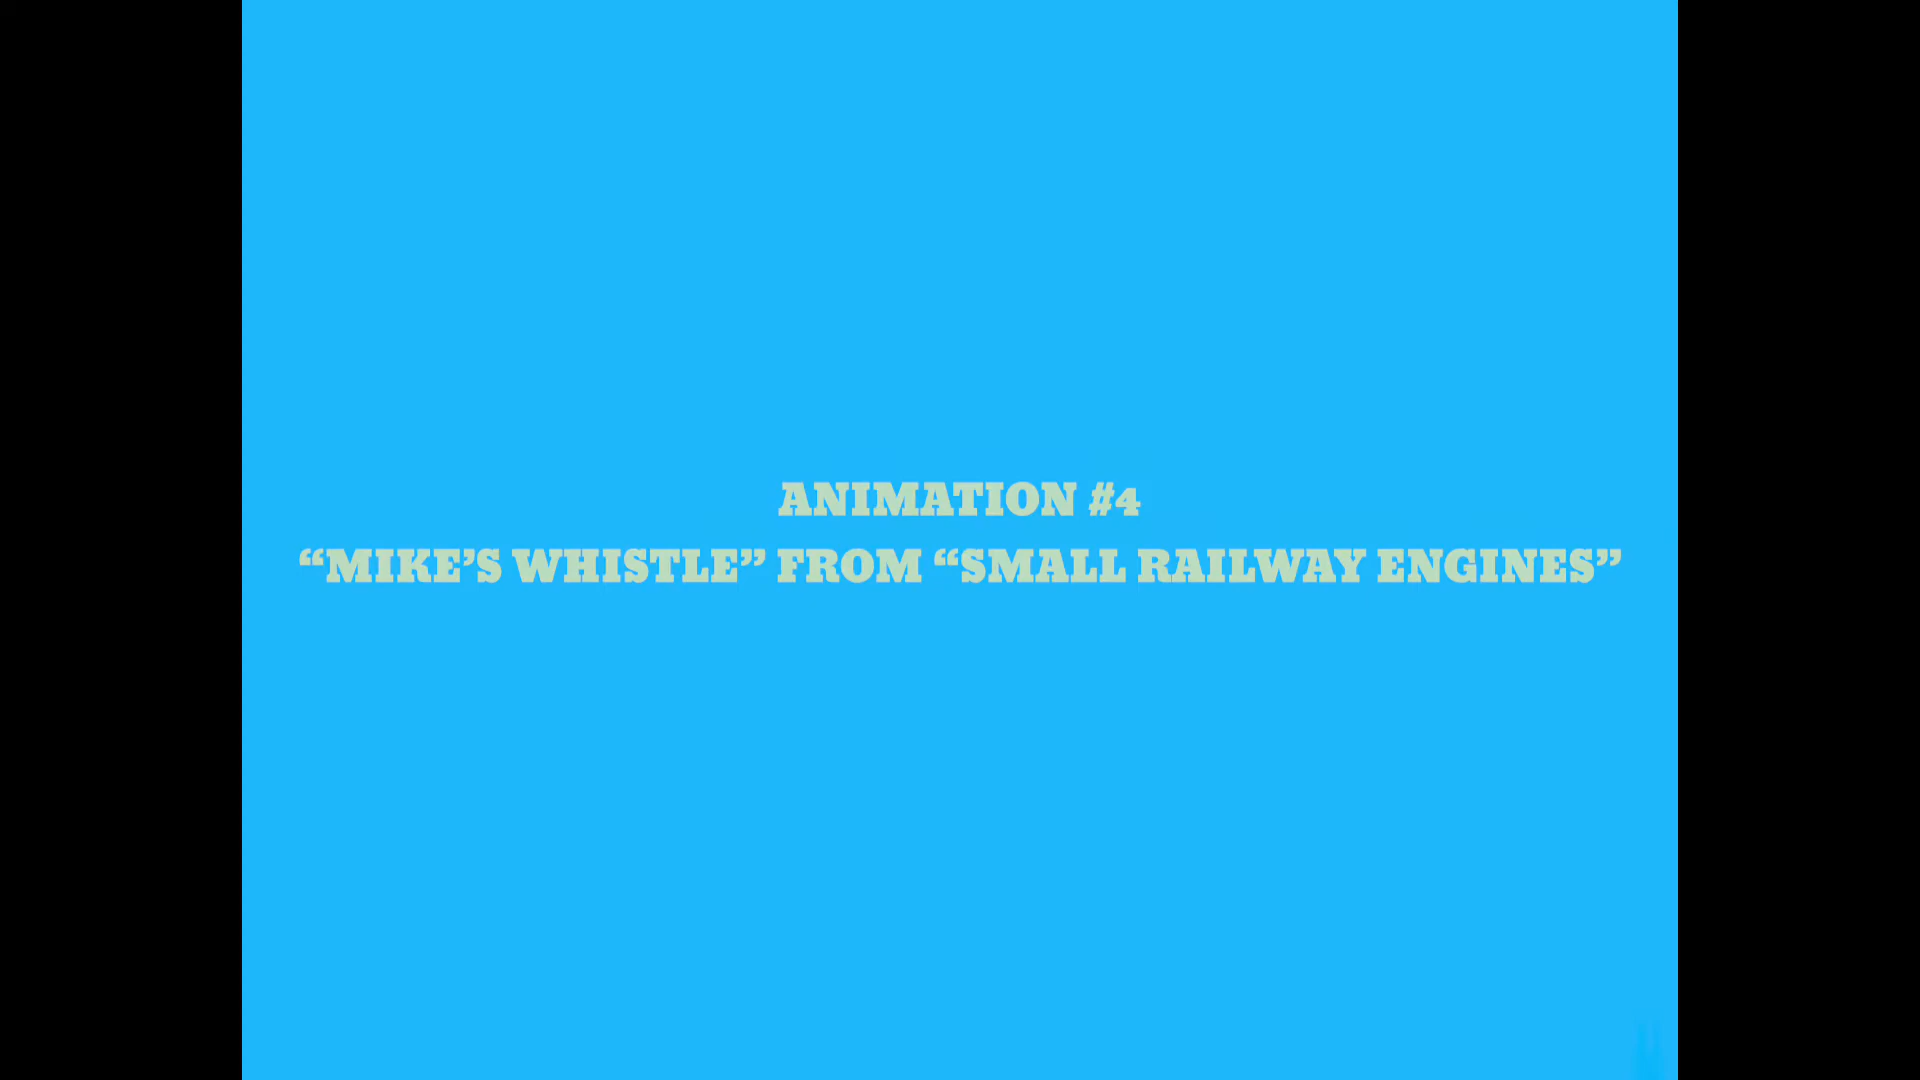 ANIMATION #4
“MIKE’S WHISTLE” FROM “SMALL RAILWAY ENGINES”